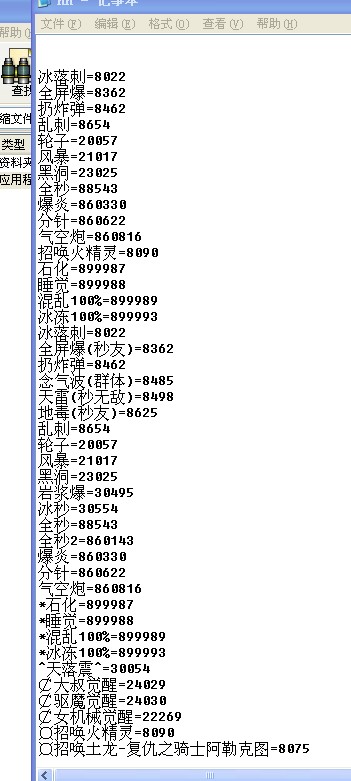 文件(F) 编辑(E) 格式(O) 查看(V) 帮助(H)
帮助(
查找
缩文件
类型
资料夹
应用程
冰落刺=8022
全屏爆=8362
扔炸弹=8462
乱刺=8654
轮子=20057
风暴=21017
黑洞=23025
全秒=88543
爆炎=860330
分针=860622
气空炮=860816
招唤火精灵=8090
石化=899987
睡觉=899988
混乱100%=899989
冰冻100%=899993
冰落刺=8022
全屏爆(秒友)=8362
扔炸弹=8462
念气波(群体)=8485
天雷(秒无敌)=8498
地毒(秒友)=8625
乱刺=8654
轮子=20057
风暴=21017
黑洞=23025
岩浆爆=30495
冰秒=30554
全秒=88543
全秒2=860143
爆炎=860330
分针=860622
气空炮=860816
*石化=899987
*睡觉=899988
*混乱100%=899989
*冰冻100%=899993
^天落震^=30054
⊄大叔觉醒=24029
⊄驱魔觉醒=24030
⊄女机械觉醒=22269
¤招唤火精灵=8090
¤招唤土龙-复仇之骑士阿勒克图=8075